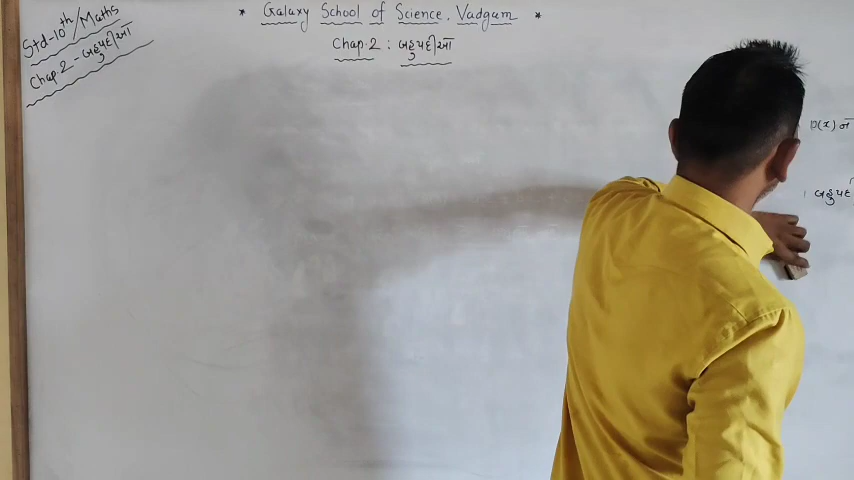 * Galaxy School of Science, Vadgam *
Std-10th/Maths
Chap-2 - બહુપદીઓ
Chap.2 : બહુપદીઓ
p(x) ને
બહુપદ